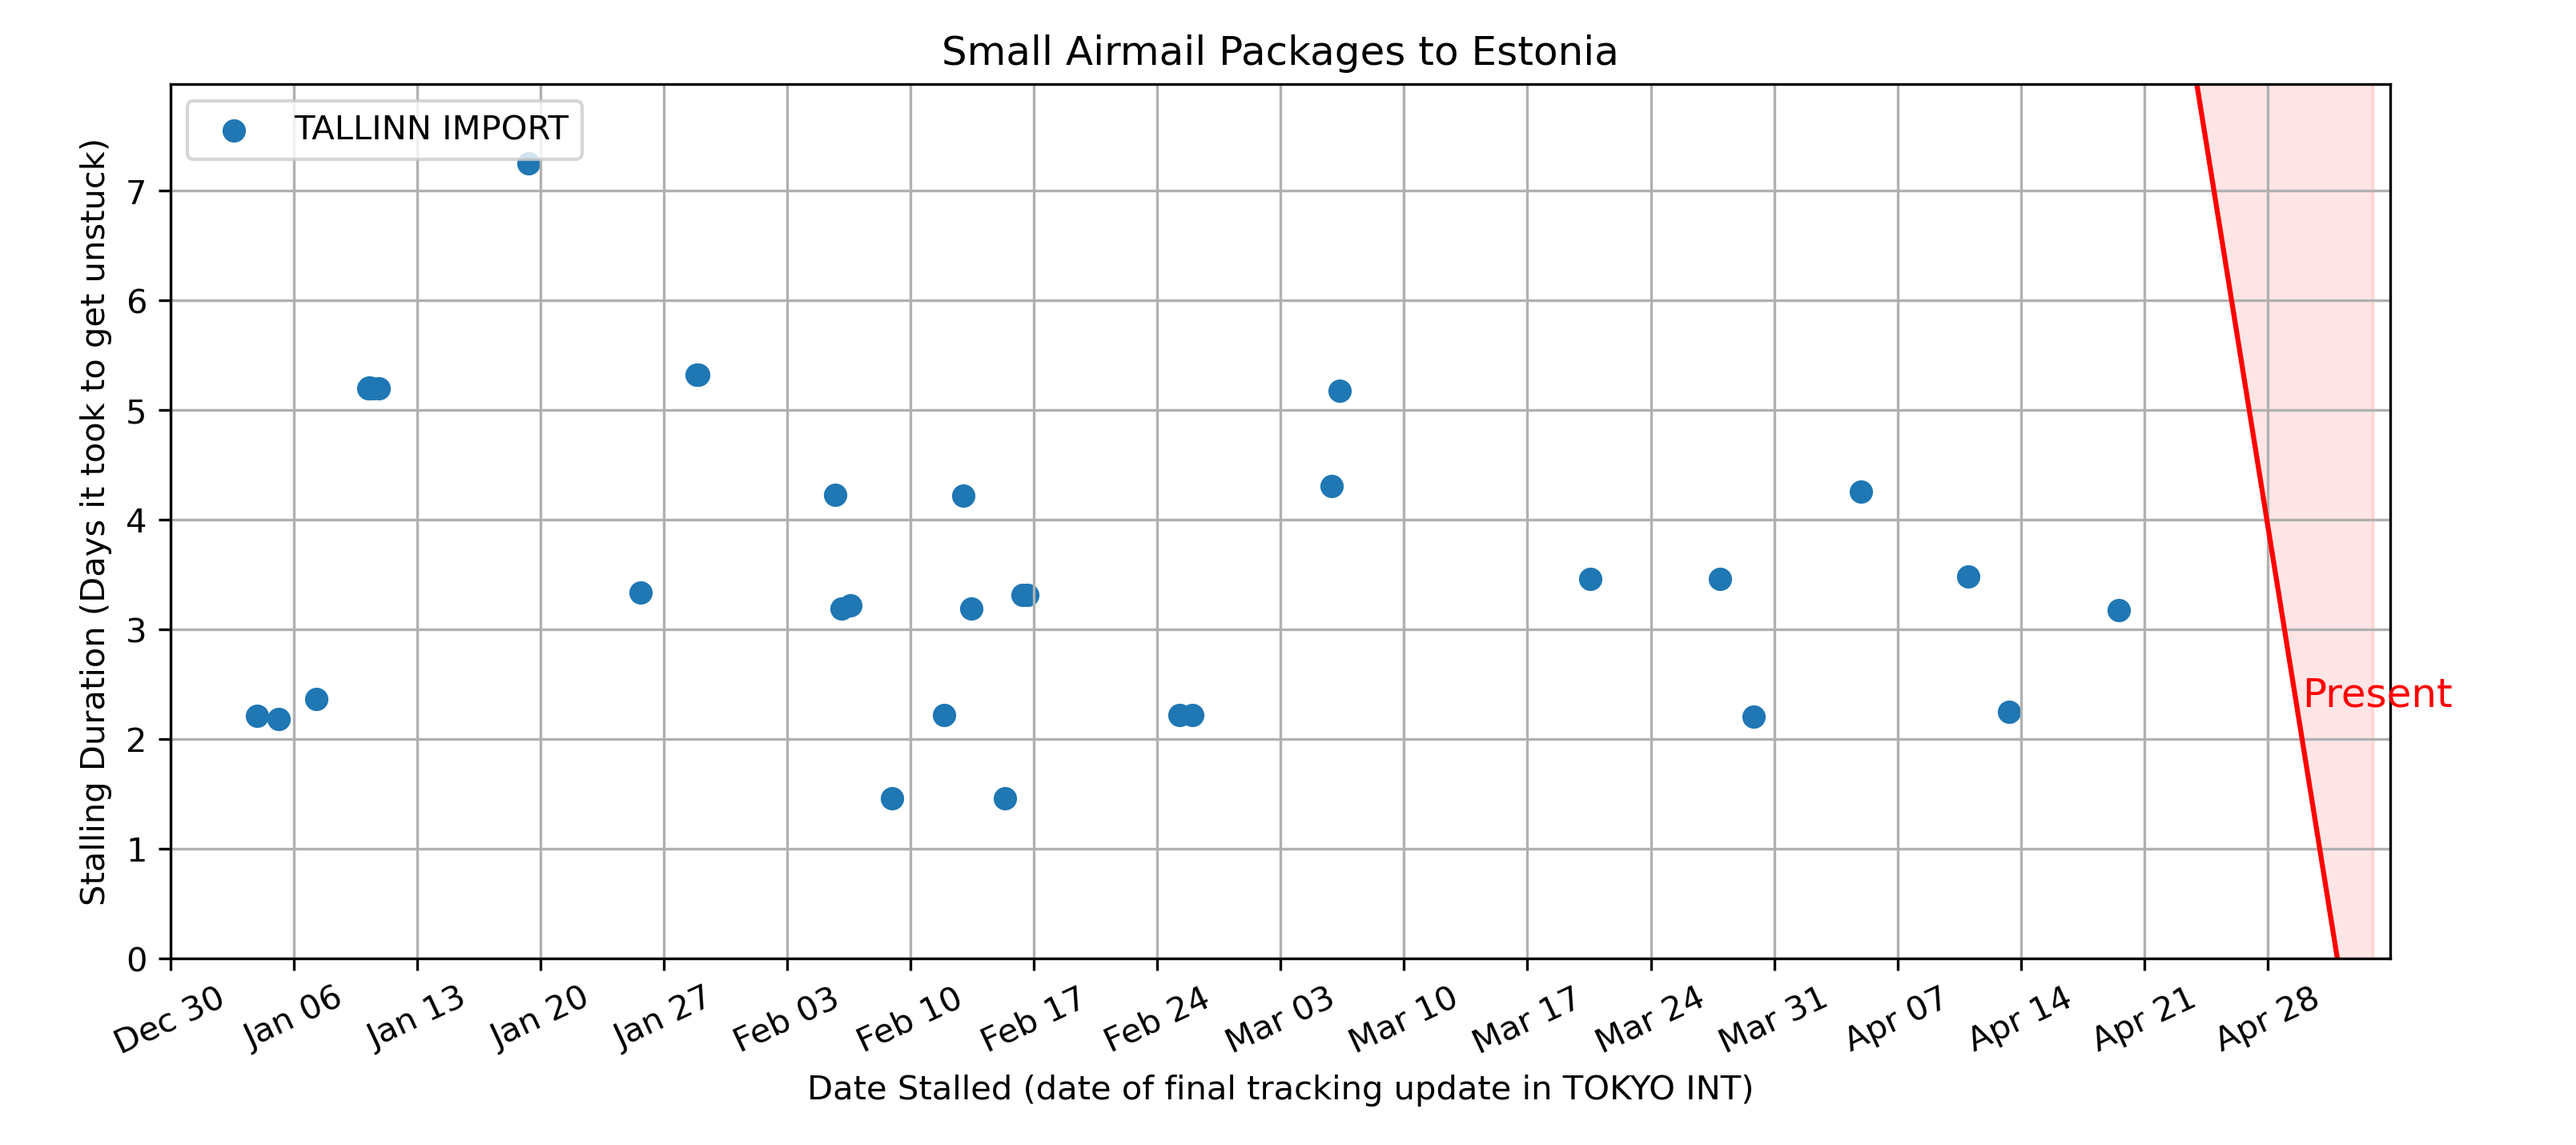 Small Airmail Packages to Estonia
TALLINN IMPORT
Stalling Duration (Days it took to get unstuck)
7
6
5
4
3
2
1
0
Present
Dec 30 Jan 06 Jan 13 Jan 20 Jan 27 Feb 03 Feb 10 Feb 17 Feb 24 Mar 03 Mar 10 Mar 17 Mar 24 Mar 31 Apr 07 Apr 14 Apr 21 Apr 28
Date Stalled (date of final tracking update in TOKYO INT)